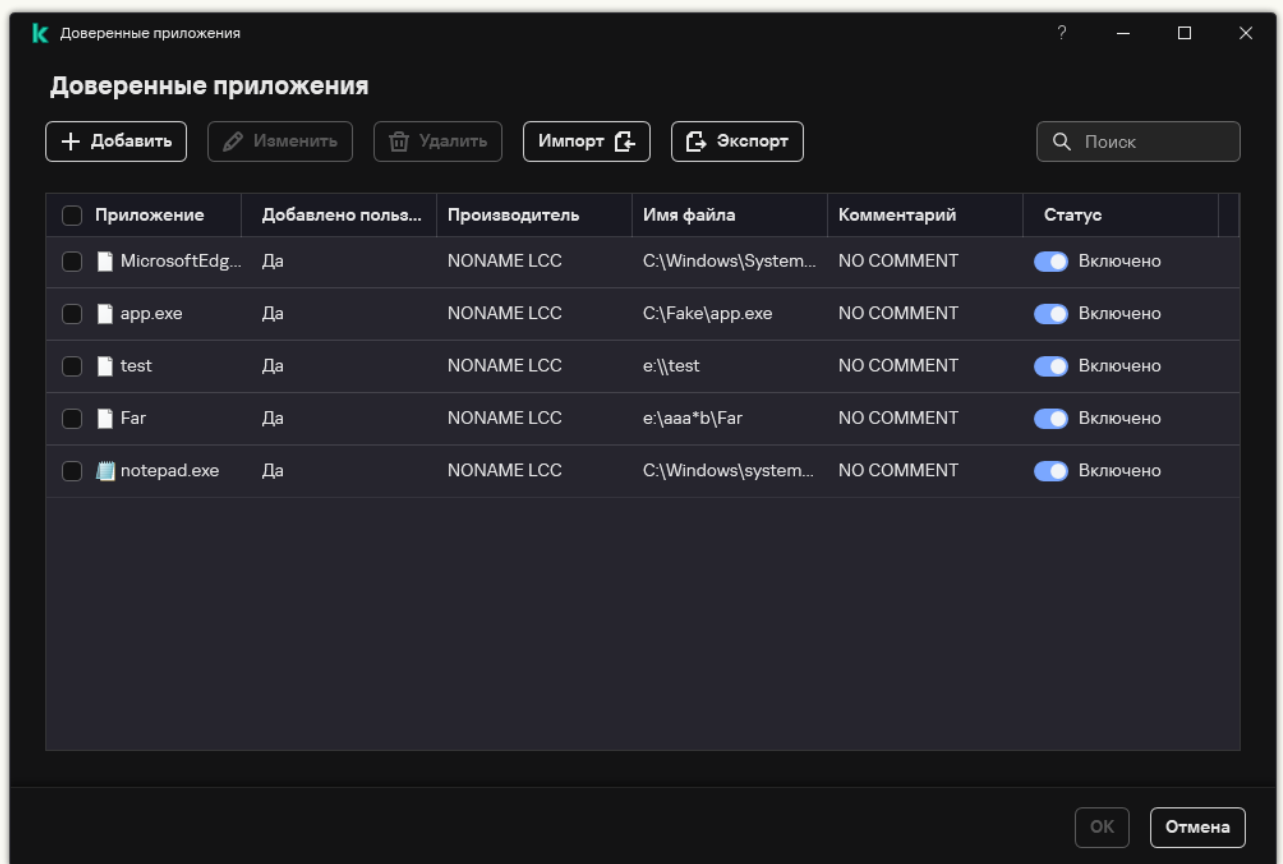 Доверенные приложения
?
Доверенные приложения
Добавить Изменить Удалить Импорт Экспорт Поиск
Приложение Добавлено польз... Производитель Имя файла Комментарий Статус
MicrosoftEdg... Да NONAME LCC C:\Windows\System... NO COMMENT Включено
app.exe Да NONAME LCC C:\Fake\app.exe NO COMMENT Включено
test Да NONAME LCC e:\\test NO COMMENT Включено
Far Да NONAME LCC e:\aaa*b\Far NO COMMENT Включено
notepad.exe Да NONAME LCC C:\Windows\system... NO COMMENT Включено
OK Отмена